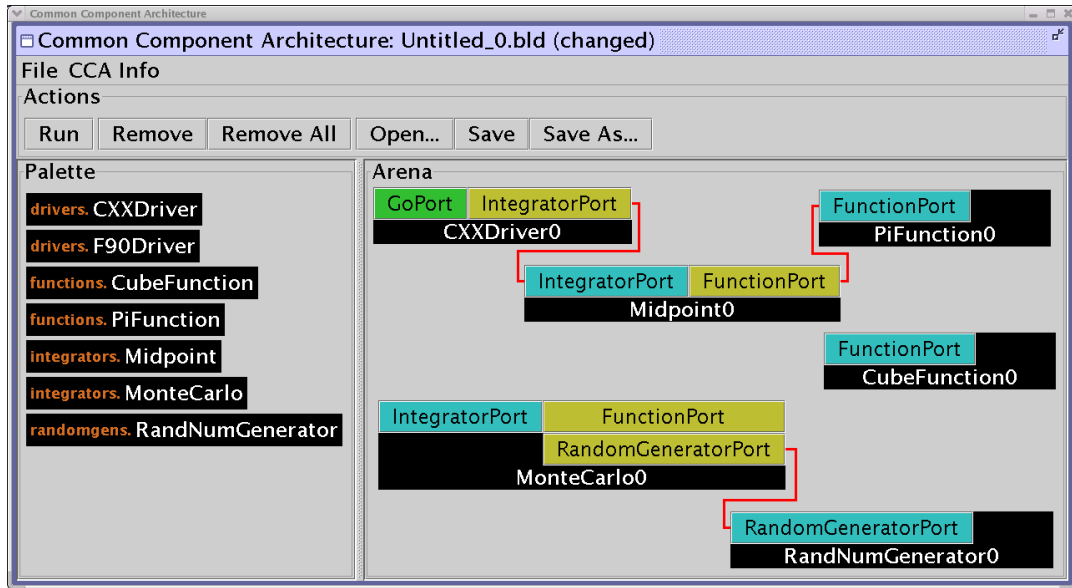 Common Component Architecture
Common Component Architecture: Untitled_0.bld (changed)
File CCA Info
Actions
Run Remove Remove All Open... Save Save As...
Palette
drivers. CXXDriver
drivers. F90Driver
functions. CubeFunction
functions. PiFunction
integrators. Midpoint
integrators. MonteCarlo
randomgens. RandNumGenerator
Arena
GoPort IntegratorPort
CXXDriver0
FunctionPort
PiFunction0
IntegratorPort FunctionPort
Midpoint0
FunctionPort
CubeFunction0
IntegratorPort FunctionPort
RandomGeneratorPort
MonteCarlo0
RandomGeneratorPort
RandNumGenerator0